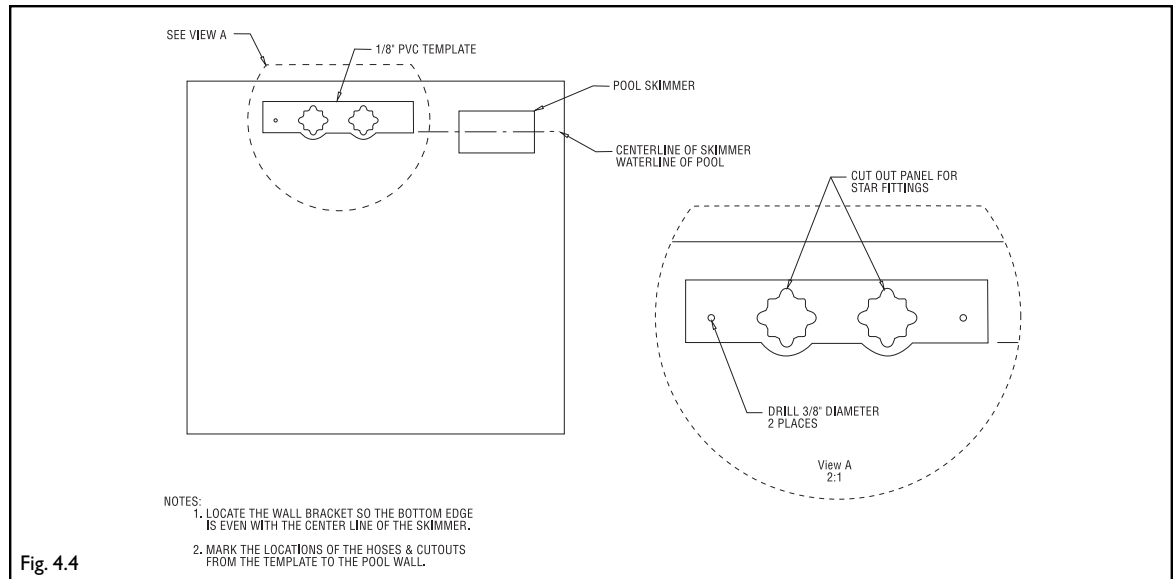 SEE VIEW A
1/8" PVC TEMPLATE
POOL SKIMMER
CENTERLINE OF SKIMMER
WATERLINE OF POOL
CUT OUT PANEL FOR
STAR FITTINGS
DRILL 3/8" DIAMETER
2 PLACES
View A
2:1
NOTES:
1. LOCATE THE WALL BRACKET SO THE BOTTOM EDGE
IS EVEN WITH THE CENTER LINE OF THE SKIMMER.
2. MARK THE LOCATIONS OF THE HOSES & CUTOUTS
FROM THE TEMPLATE TO THE POOL WALL.
Fig. 4.4